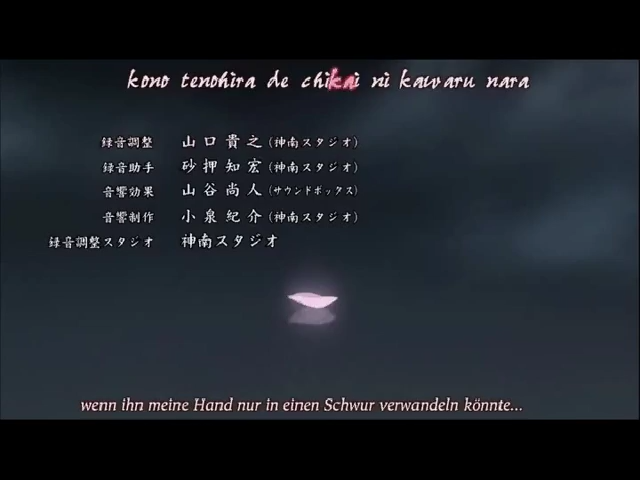 kono tenohira de chikai ni kawaru nara
録音調整 山口貴之(神南スタジオ)
録音助手 砂押知宏(神南スタジオ)
音響効果 山谷尚人(サウンドボックス)
音響制作 小泉紀介(神南スタジオ)
録音調整スタジオ 神南スタジオ
wenn ihn meine Hand nur in einen Schwur verwandeln könnte...